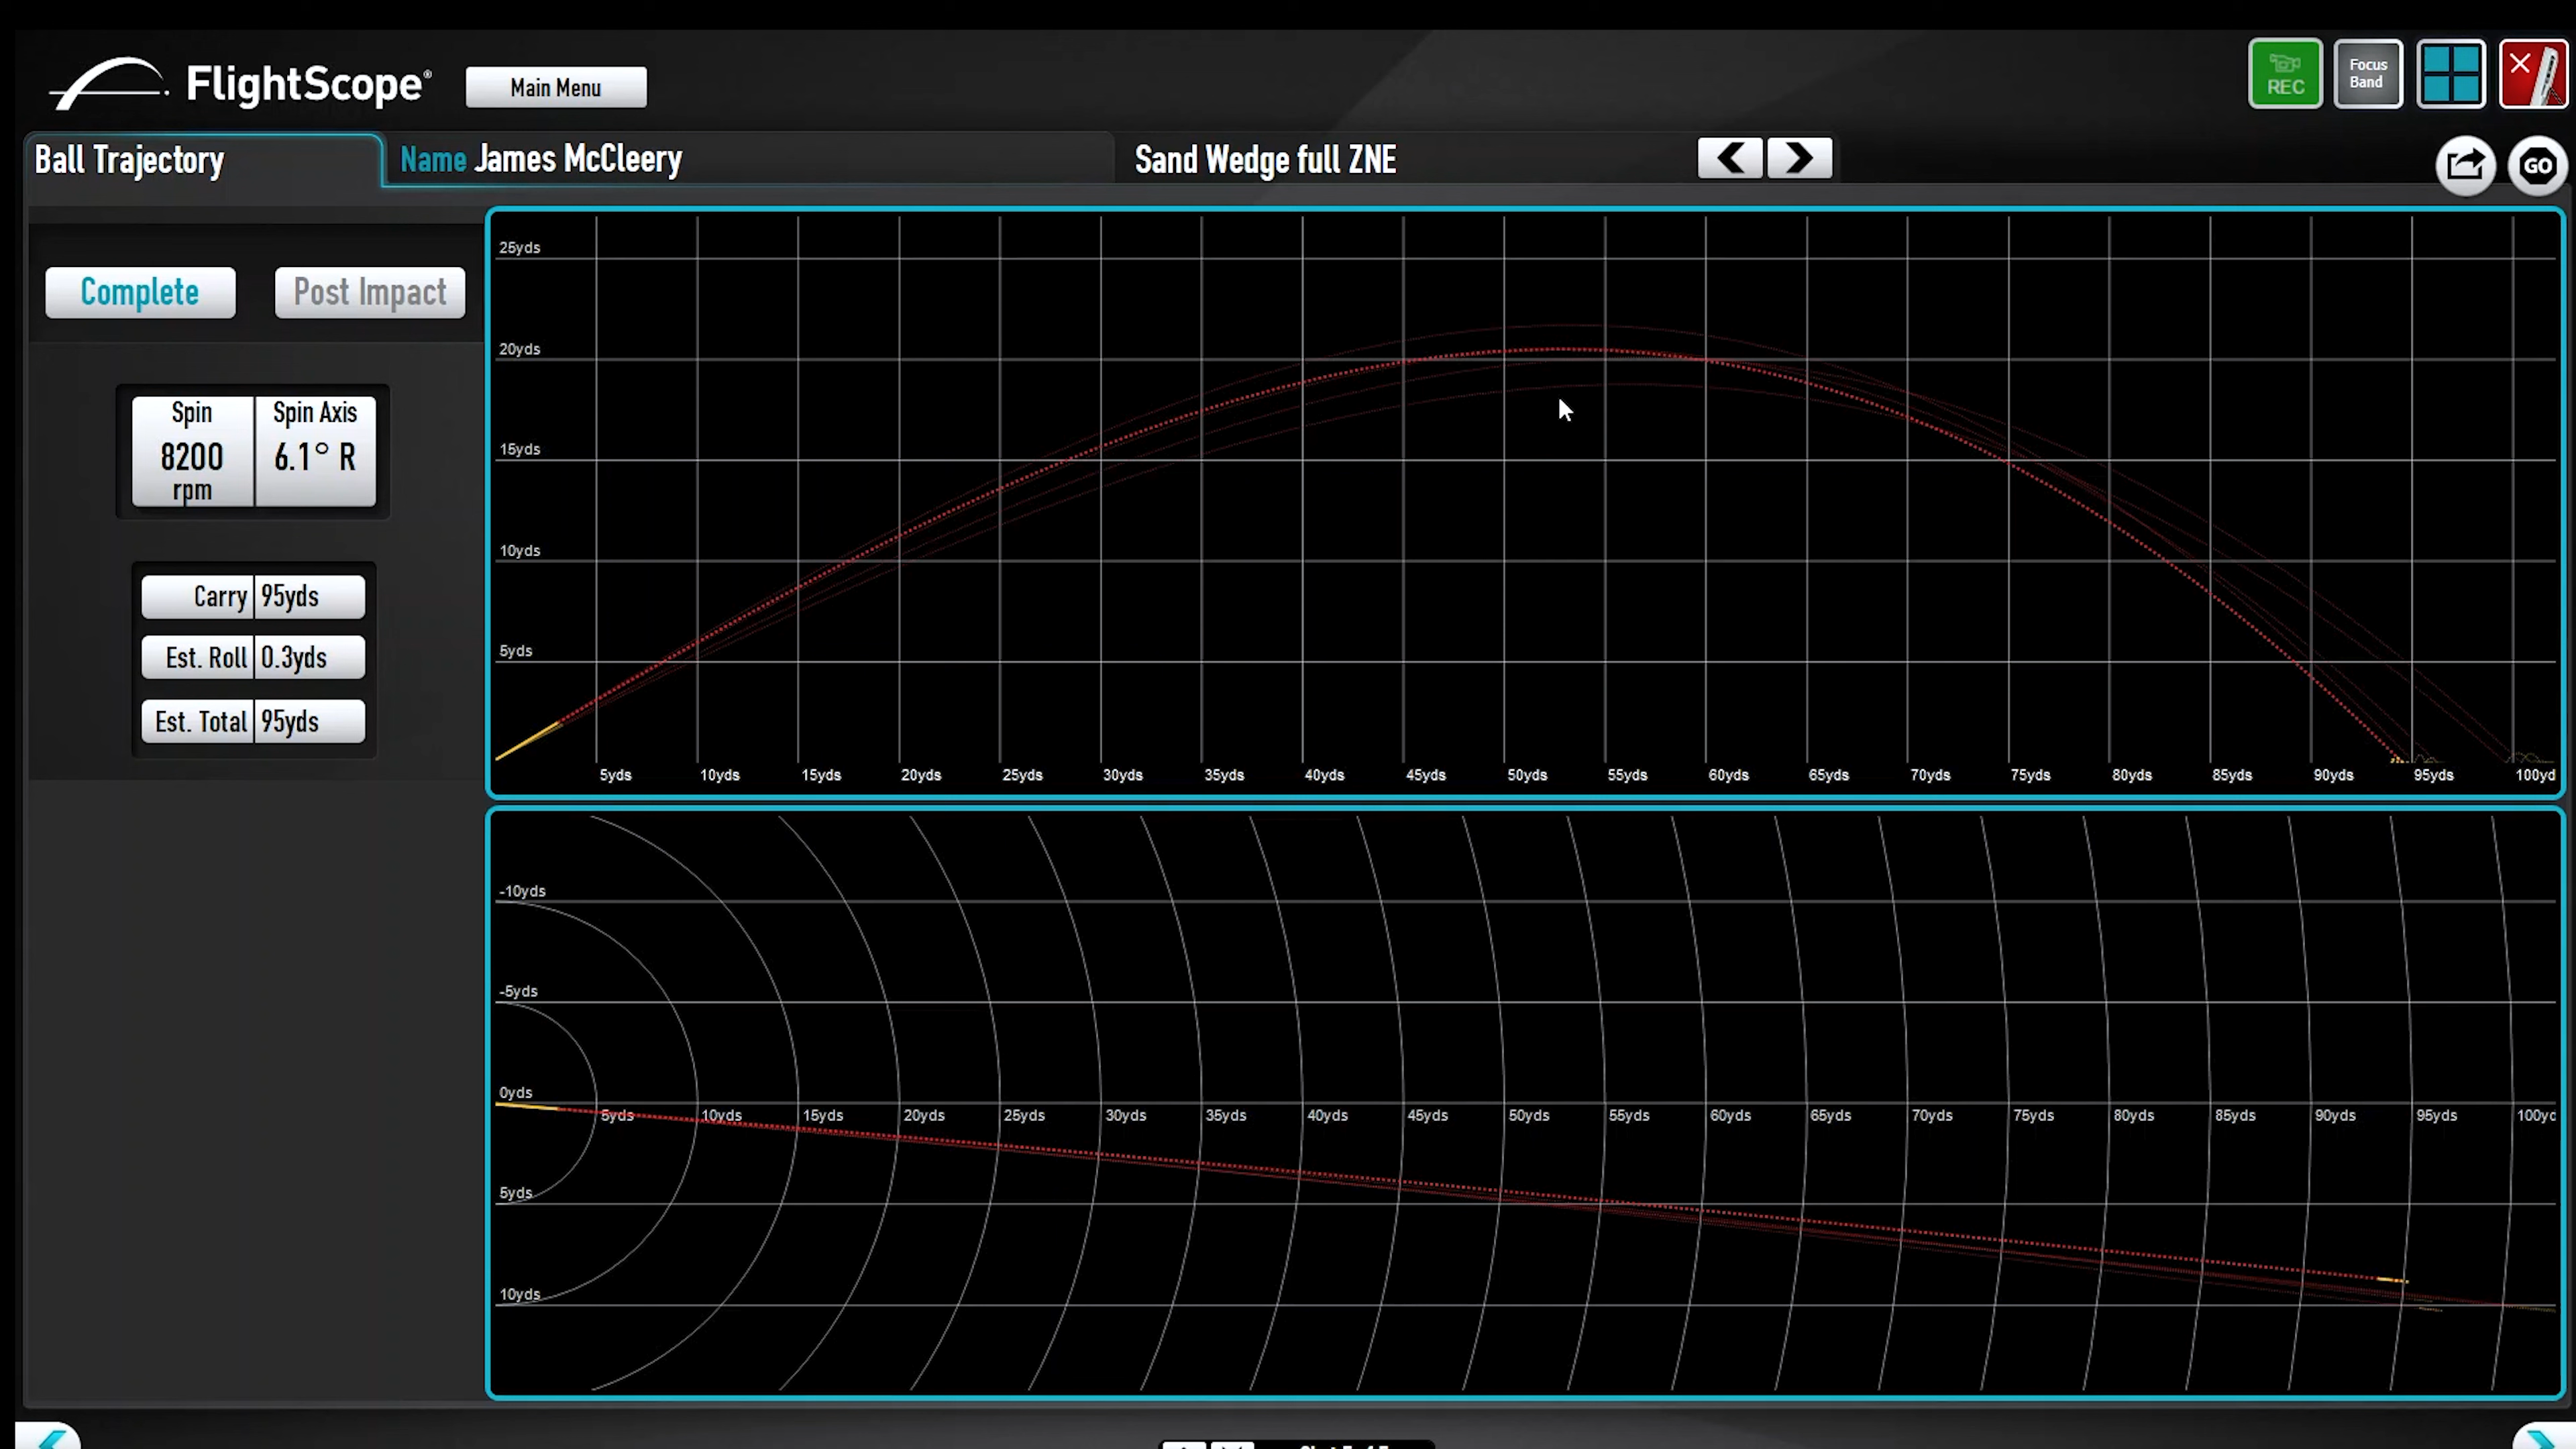 FlightScope®
Main Menu
REC
Focus
Band
Ball Trajectory
Name James McCleery
Sand Wedge full ZNE
GO
Complete
Post Impact
Spin
8200
rpm
Spin Axis
6.1° R
Carry 95yds
Est. Roll 0.3yds
Est. Total 95yds
25yds
20yds
15yds
10yds
5yds
5yds 10yds 15yds 20yds 25yds 30yds 35yds 40yds 45yds 50yds 55yds 60yds 65yds 70yds 75yds 80yds 85yds 90yds 95yds 100yd
-10yds
-5yds
0yds
5yds 10yds 15yds 20yds 25yds 30yds 35yds 40yds 45yds 50yds 55yds 60yds 65yds 70yds 75yds 80yds 85yds 90yds 95yds 100yd
5yds
10yds